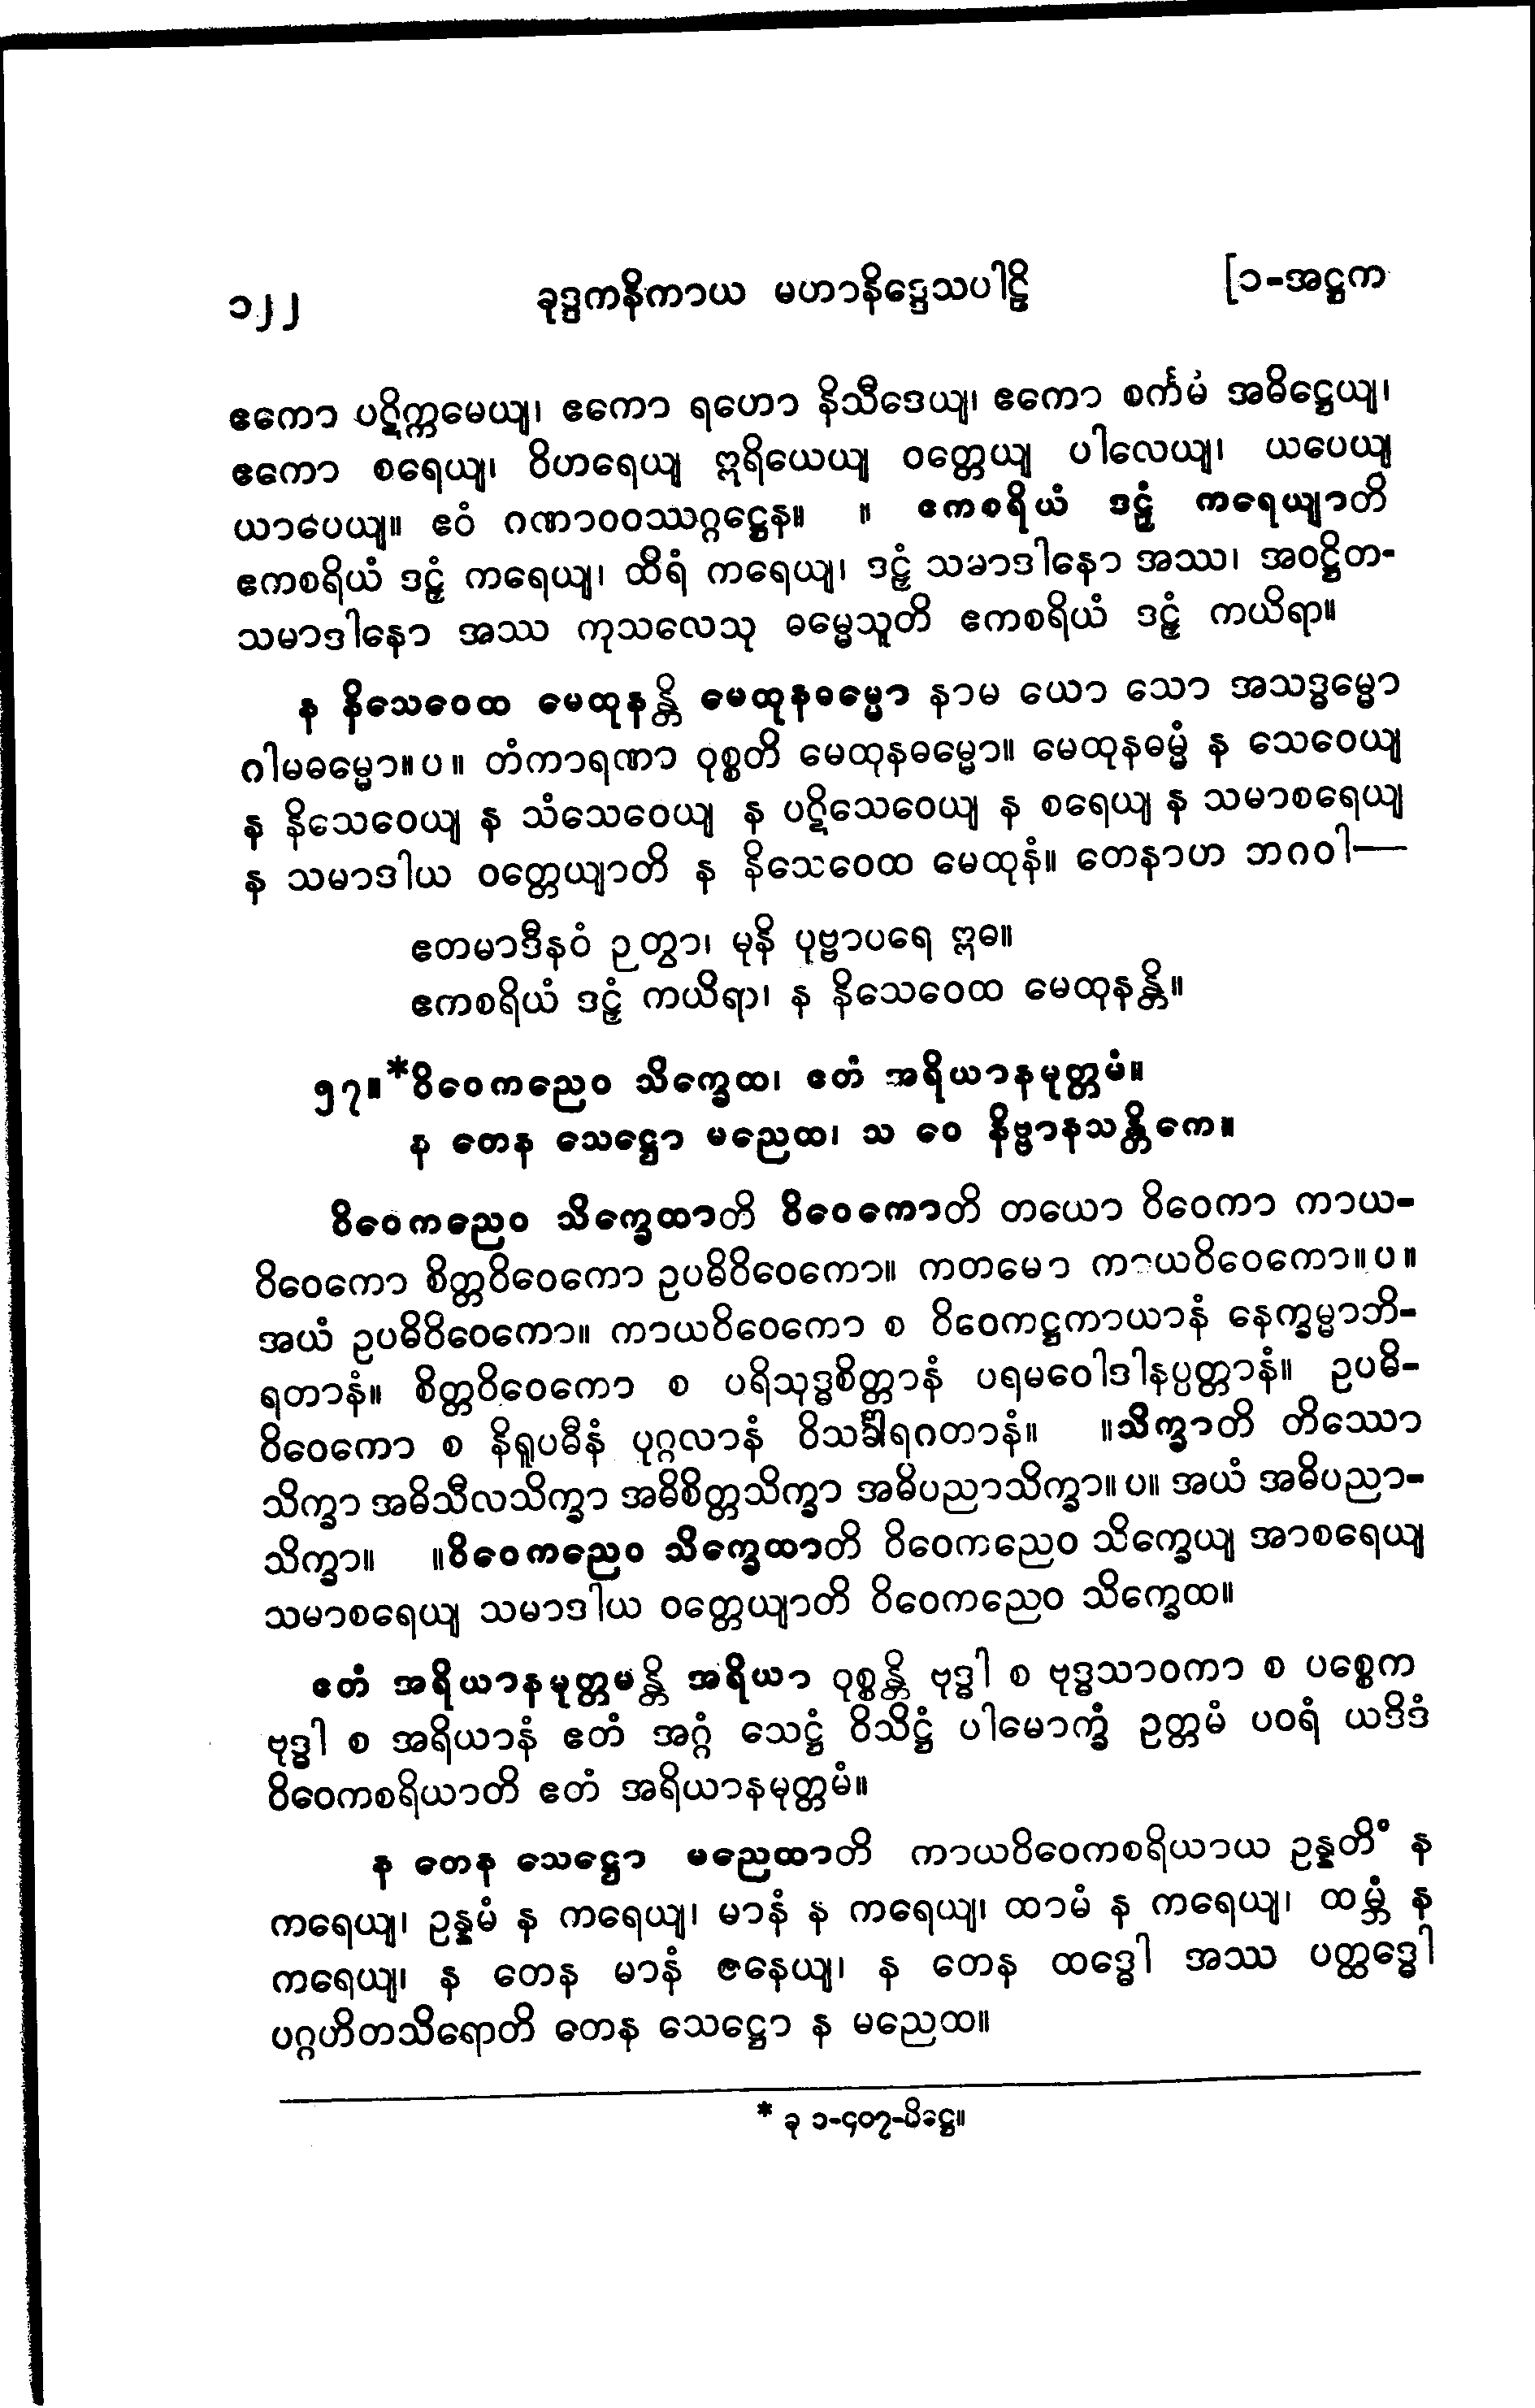 ၁၂၂ ခုဒ္ဒကနိကာယ မဟာနိဒ္ဒေသပါဠိ [၁-အဋ္ဌက
ဧကော ပဋိက္ကမေယျ၊ ဧကော ရဟော နိသီဒေယျ၊ ဧကော စင်္ကမံ အဓိဋ္ဌေယျ၊
ဧကော စရေယျ၊ ဝိဟရေယျ ဣရိယေယျ ဝတ္တေယျ ပါလေယျ၊ ယပေယျ
ယာပေယျ။ ဧဝံ ဂဏာဝဝဿဂ္ဂဋ္ဌေန။ ။ ဧကစရိယံ ဒဠှံ ကရေယျာတိ
ဧကစရိယံ ဒဠှံ ကရေယျ၊ ထိရံ ကရေယျ၊ ဒဠှံ သမာဒါနော အဿ၊ အဝဋ္ဌိတ-
သမာဒါနော အဿ ကုသလေသု ဓမ္မေသူတိ ဧကစရိယံ ဒဠှံ ကယိရာ။
န နိသေဝေထ မေထုနန္တိ မေထုနဓမ္မော နာမ ယော သော အသဒ္ဓမ္မော
ဂါမဓမ္မော။ပ။ တံကာရဏာ ဝုစ္စတိ မေထုနဓမ္မော။ မေထုနဓမ္မံ န သေဝေယျ
န နိသေဝေယျ န သံသေဝေယျ န ပဋိသေဝေယျ န စရေယျ န သမာစရေယျ
န သမာဒါယ ဝတ္တေယျာတိ န နိသေဝေထ မေထုနံ။ တေနာဟ ဘဂဝါ—
ဧတမာဒီနဝံ ဉတွာ၊ မုနိ ပုဗ္ဗာပရေ ဣဓ။
ဧကစရိယံ ဒဠှံ ကယိရာ၊ န နိသေဝေထ မေထုနန္တိ။
၅၇။*ဝိဝေကညေဝ သိက္ခေထ၊ ဧတံ အရိယာနမုတ္တမံ။
န တေန သေဋ္ဌော မညေထ၊ သ ဝေ နိဗ္ဗာနသန္တိကေ။
ဝိဝေကညေဝ သိက္ခေထာတိ ဝိဝေကောတိ တယော ဝိဝေကာ ကာယ-
ဝိဝေကော စိတ္တဝိဝေကော ဥပဓိဝိဝေကော။ ကတမော ကာယဝိဝေကော။ပ။
အယံ ဥပဓိဝိဝေကော။ ကာယဝိဝေကော စ ဝိဝေကဋ္ဌကာယာနံ နေက္ခမ္မာဘိ-
ရတာနံ။ စိတ္တဝိဝေကော စ ပရိသုဒ္ဓစိတ္တာနံ ပရမဝေါဒါနပ္ပတ္တာနံ။ ဥပဓိ-
ဝိဝေကော စ နိရူပဓီနံ ပုဂ္ဂလာနံ ဝိသင်္ခါရဂတာနံ။ ။သိက္ခာတိ တိဿော
သိက္ခာ အဓိသီလသိက္ခာ အဓိစိတ္တသိက္ခာ အဓိပညာသိက္ခာ။ပ။ အယံ အဓိပညာ-
သိက္ခာ။ ။ဝိဝေကညေဝ သိက္ခေထာတိ ဝိဝေကညေဝ သိက္ခေယျ အာစရေယျ
သမာစရေယျ သမာဒါယ ဝတ္တေယျာတိ ဝိဝေကညေဝ သိက္ခေထ။
ဧတံ အရိယာနမုတ္တမန္တိ အရိယာ ဝုစ္စန္တိ ဗုဒ္ဓါ စ ဗုဒ္ဓသာဝကာ စ ပစ္စေက
ဗုဒ္ဓါ စ အရိယာနံ ဧတံ အဂ္ဂံ သေဋ္ဌံ ဝိသိဋ္ဌံ ပါမောက္ခံ ဥတ္တမံ ပဝရံ ယဒိဒံ
ဝိဝေကစရိယာတိ ဧတံ အရိယာနမုတ္တမံ။
န တေန သေဋ္ဌော မညေထာတိ ကာယဝိဝေကစရိယာယ ဥန္နတိံ န
ကရေယျ၊ ဥန္နမံ န ကရေယျ၊ မာနံ န ကရေယျ၊ ထာမံ န ကရေယျ၊ ထမ္ဘံ န
ကရေယျ၊ န တေန မာနံ ဇနေယျ၊ န တေန ထဒ္ဓေါ အဿ ပတ္ထဒ္ဓေါ
ပဂ္ဂဟိတသိရောတိ တေန သေဋ္ဌော န မညေထ။
* ခု ၁-၄၀၇-ပိဋ္ဌေ။